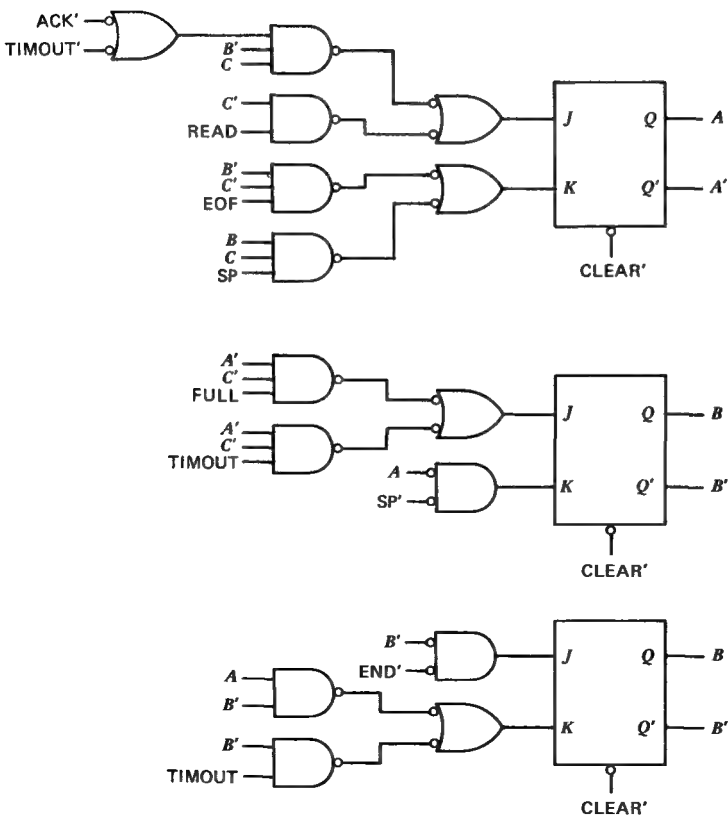 ACK'
TIMOUT'
B'
C
C'
READ
B'
C'
EOF
B
C
SP
J
Q
A
K
Q'
A'
CLEAR'
A'
C'
FULL
A'
C'
TIMOUT
A
SP'
J
Q
B
K
Q'
B'
CLEAR'
B'
END'
A
B'
B'
TIMOUT
J
Q
B
K
Q'
B'
CLEAR'